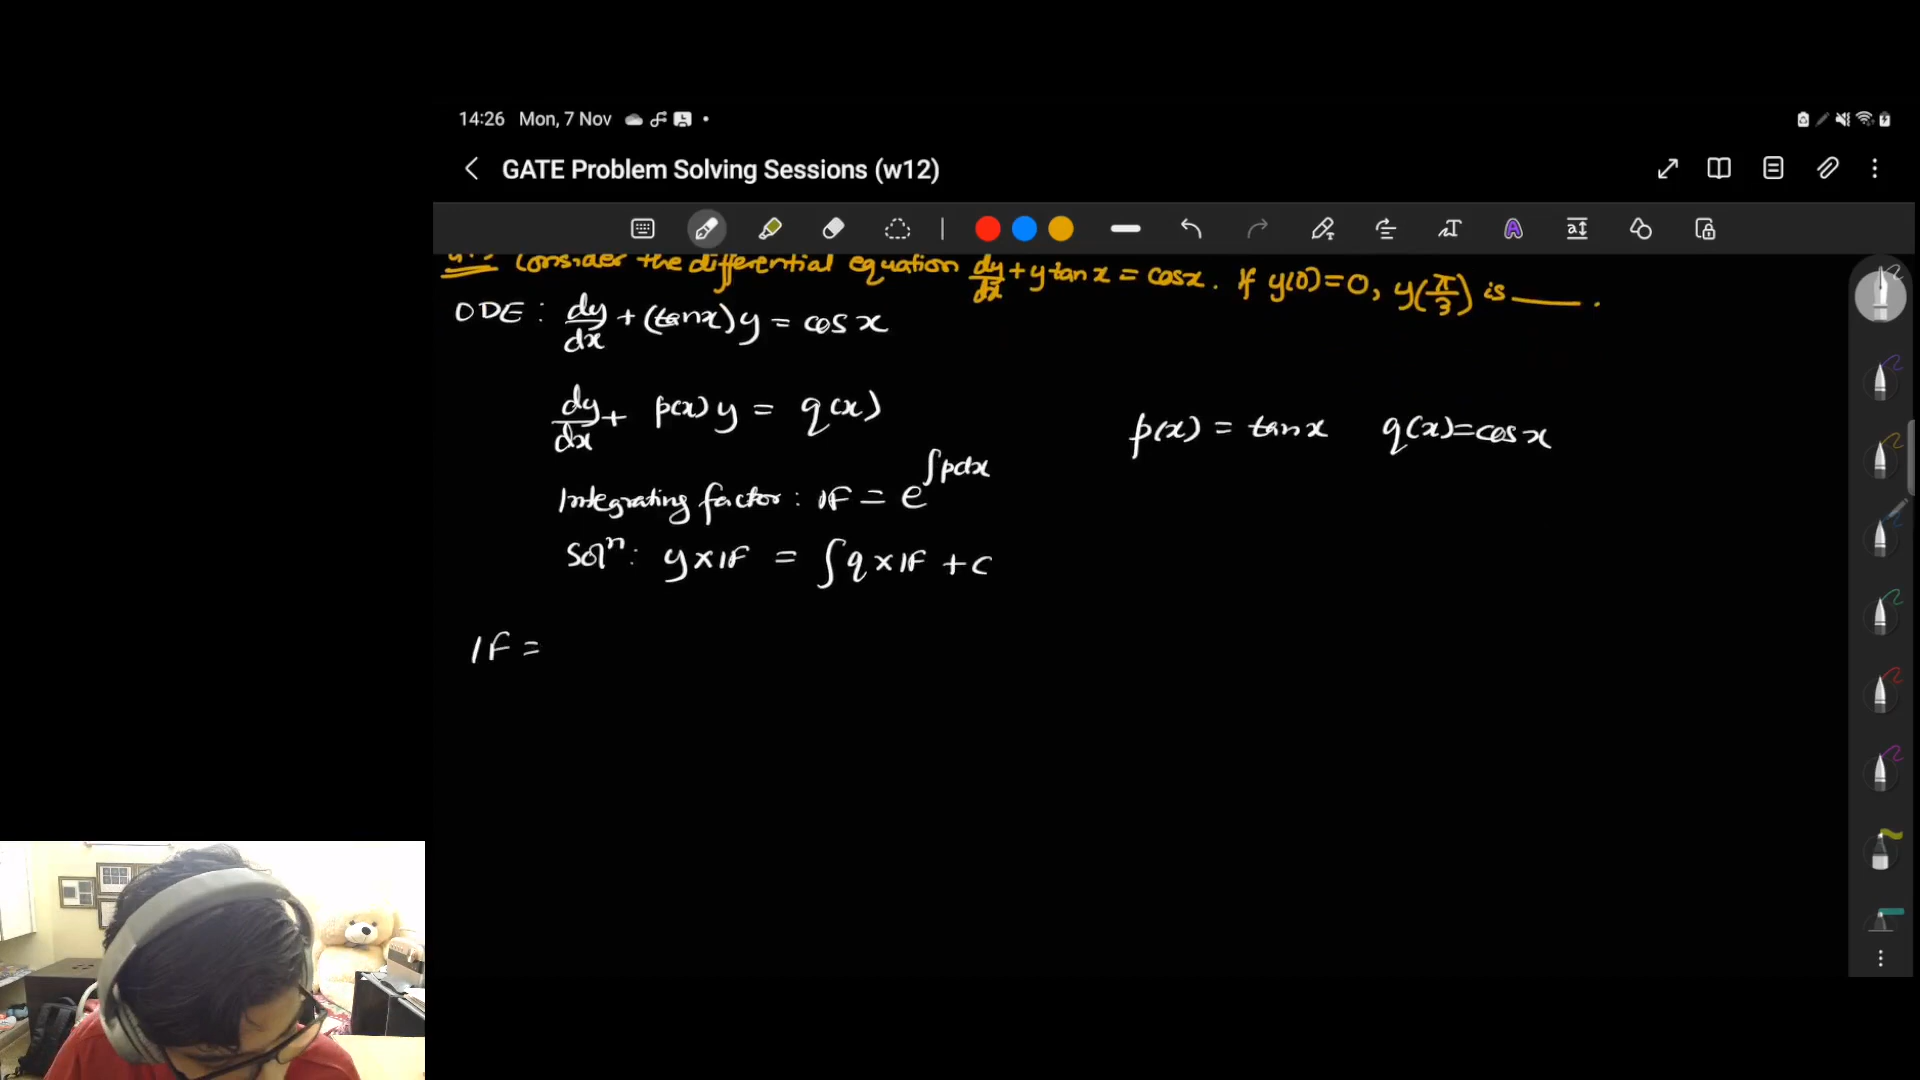 14:26 Mon, 7 Nov
GATE Problem Solving Sessions (w12)
Consider the differential equation dy/dx + y tan x = cos x. If y(0) = 0, y(π/3) is ____.
ODE : dy/dx + (tan x) y = cos x
dy/dx + p(x) y = q(x)
p(x) = tan x q(x) = cos x
Integrating factor : IF = e^∫pdx
Solⁿ: y × IF = ∫q × IF + c
IF =